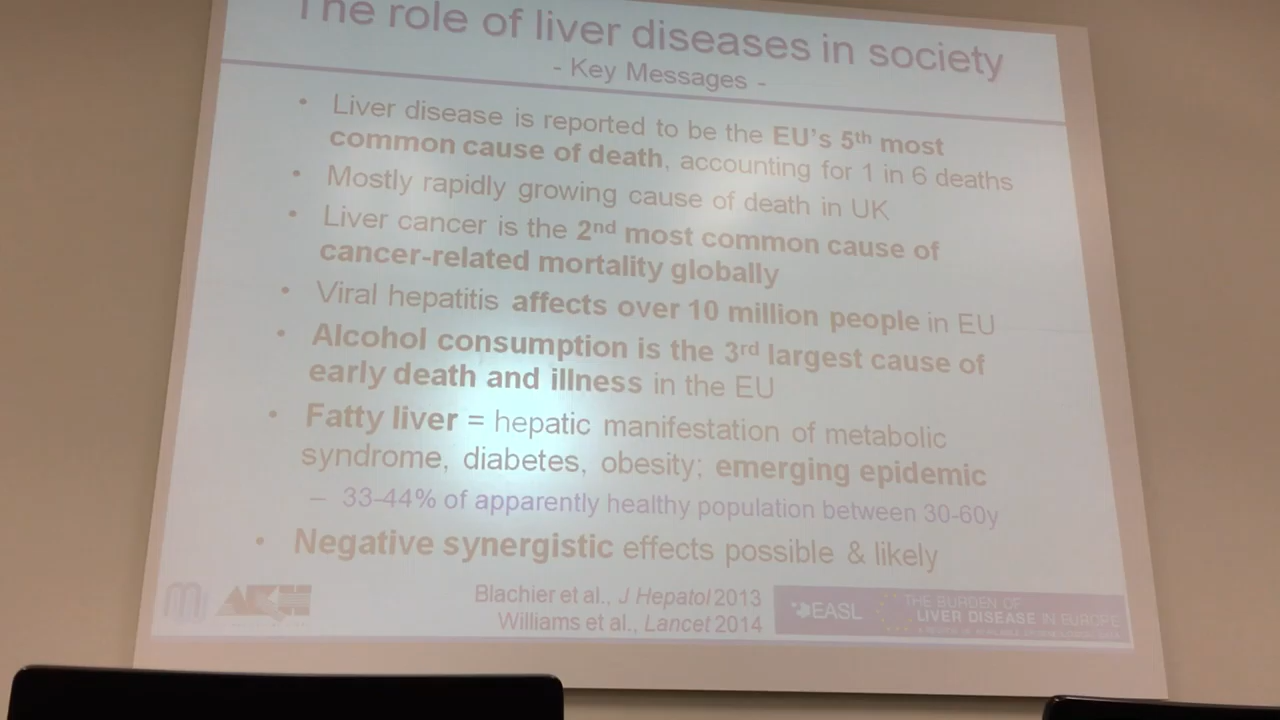 The role of liver diseases in society
- Key Messages -
• Liver disease is reported to be the EU's 5th most
common cause of death, accounting for 1 in 6 deaths
• Mostly rapidly growing cause of death in UK
• Liver cancer is the 2nd most common cause of
cancer-related mortality globally
• Viral hepatitis affects over 10 million people in EU
• Alcohol consumption is the 3rd largest cause of
early death and illness in the EU
• Fatty liver = hepatic manifestation of metabolic
syndrome, diabetes, obesity; emerging epidemic
– 33-44% of apparently healthy population between 30-60y
• Negative synergistic effects possible & likely
Blachier et al., J Hepatol 2013
Williams et al., Lancet 2014
AKH
EASL
THE BURDEN OF
LIVER DISEASE IN EUROPE